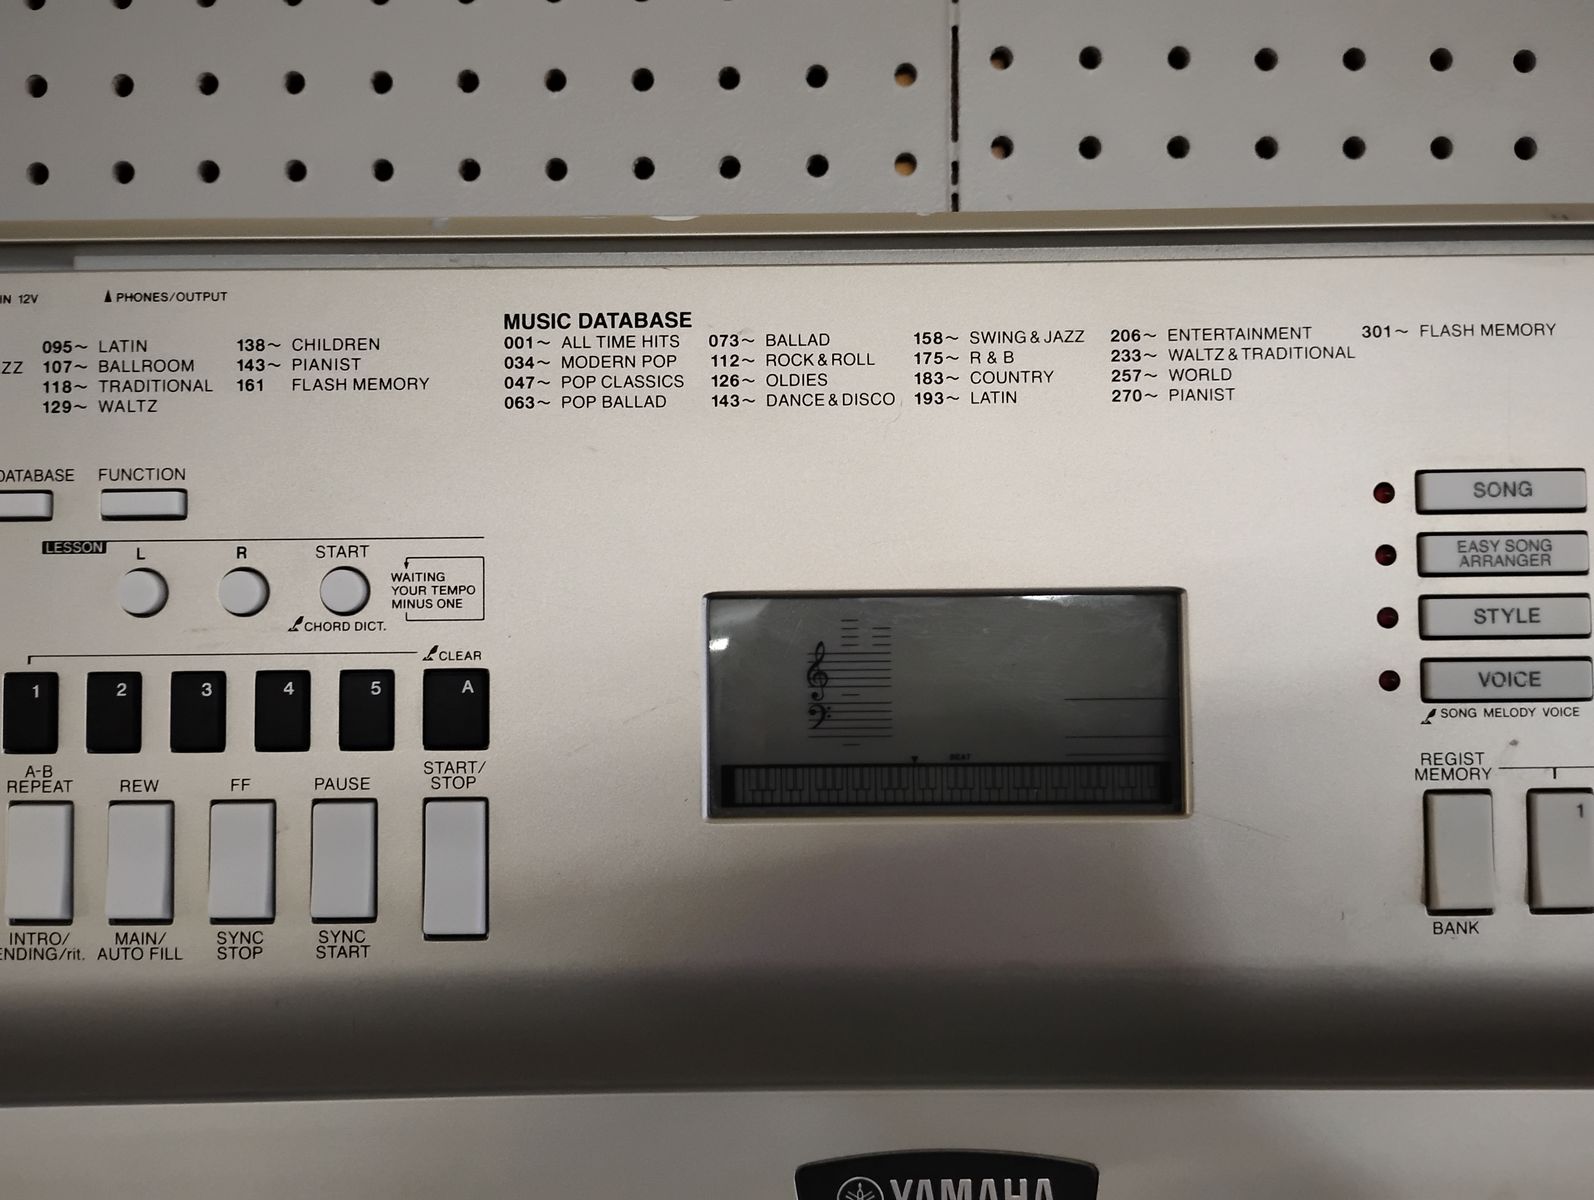 IN 12V
PHONES/OUTPUT
MUSIC DATABASE
095~ LATIN
107~ BALLROOM
118~ TRADITIONAL
129~ WALTZ
138~ CHILDREN
143~ PIANIST
161 FLASH MEMORY
ZZ
001~ ALL TIME HITS
034~ MODERN POP
047~ POP CLASSICS
063~ POP BALLAD
073~ BALLAD
112~ ROCK & ROLL
126~ OLDIES
143~ DANCE & DISCO
158~ SWING & JAZZ
175~ R & B
183~ COUNTRY
193~ LATIN
206~ ENTERTAINMENT
233~ WALTZ & TRADITIONAL
257~ WORLD
270~ PIANIST
301~ FLASH MEMORY
DATABASE
FUNCTION
LESSON
L
R
START
WAITING
YOUR TEMPO
MINUS ONE
CHORD DICT.
CLEAR
1
2
3
4
5
A
A-B
REPEAT
REW
FF
PAUSE
START/
STOP
INTRO/
ENDING/rit.
MAIN/
AUTO FILL
SYNC
STOP
SYNC
START
BEAT
SONG
EASY SONG
ARRANGER
STYLE
VOICE
SONG MELODY VOICE
REGIST
MEMORY
1
BANK
YAMAHA